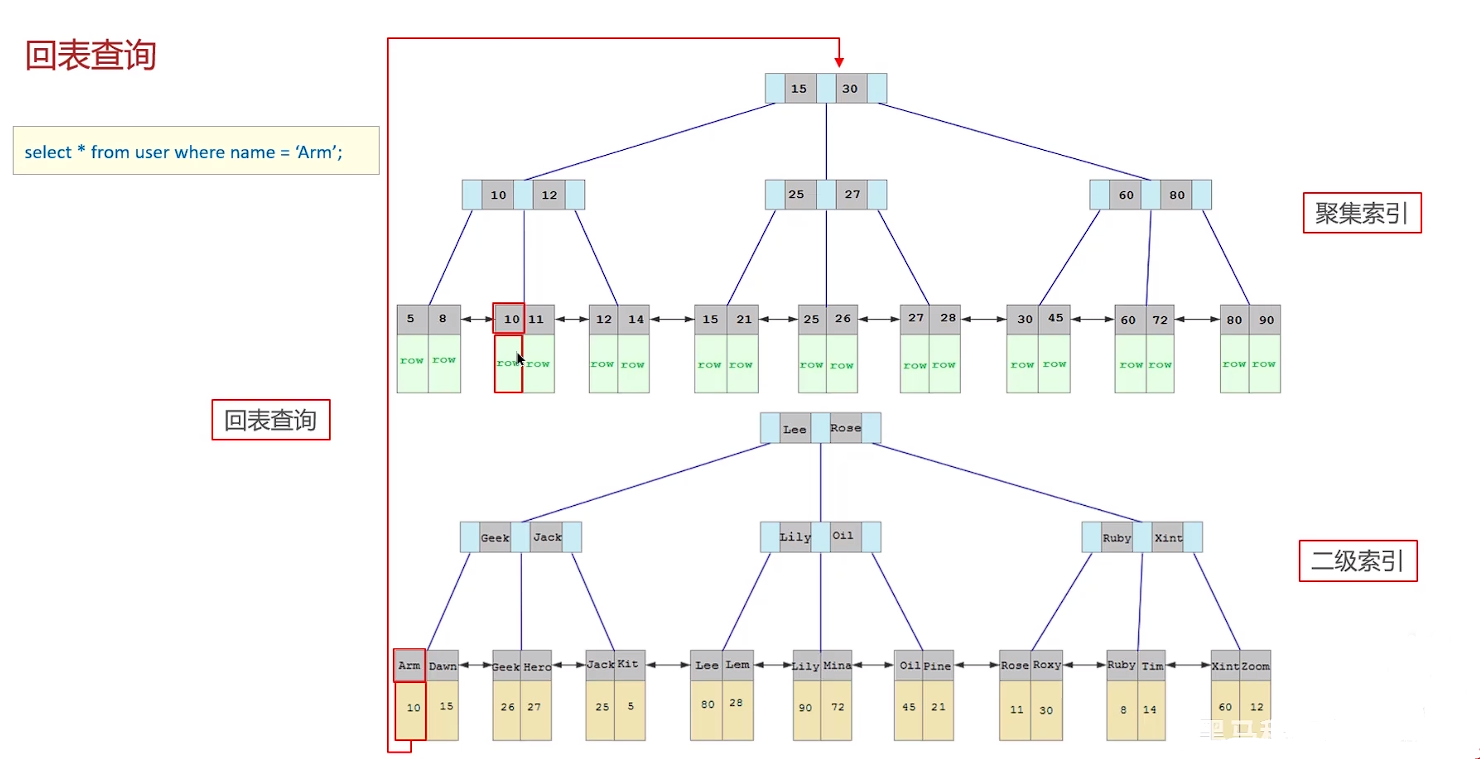 回表查询
select * from user where name = ‘Arm’;
15 30
10 12 25 27 60 80
聚集索引
5 8 10 11 12 14 15 21 25 26 27 28 30 45 60 72 80 90
row row row row row row row row row row row row row row row row row row
回表查询
Lee Rose
Geek Jack Lily Oil Ruby Xint
二级索引
Arm Dawn Geek Hero Jack Kit Lee Lem Lily Mina Oil Pine Rose Roxy Ruby Tim Xint Zoom
10 15 26 27 25 5 80 28 90 72 45 21 11 30 8 14 60 12